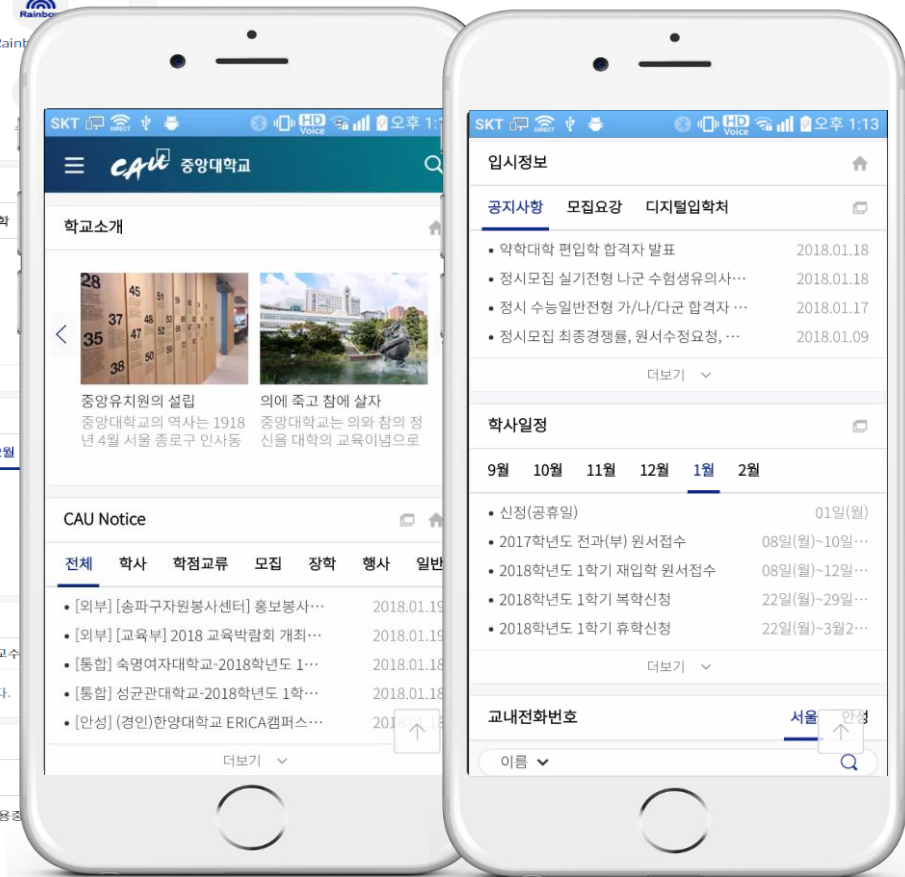 Rainbow
SKT HD Voice 오후 1:1
CAU 중앙대학교
학교소개
28
45
51
37
48
53
35
47
52
50
38
중앙유치원의 설립
중앙대학교의 역사는 1918
년 4월 서울 종로구 인사동
의에 죽고 참에 살자
중앙대학교는 의와 참의 정
신을 대학의 교육이념으로
CAU Notice
전체 학사 학점교류 모집 장학 행사 일반
• [외부] [송파구자원봉사센터] 홍보봉사··· 2018.01.19
• [외부] [교육부] 2018 교육박람회 개최··· 2018.01.19
• [통합] 숙명여자대학교-2018학년도 1··· 2018.01.18
• [통합] 성균관대학교-2018학년도 1학··· 2018.01.18
• [안성] (경인)한양대학교 ERICA캠퍼스··· 2018.01.18
더보기
SKT DIRECT HD Voice 오후 1:13
입시정보
공지사항 모집요강 디지털입학처
• 약학대학 편입학 합격자 발표 2018.01.18
• 정시모집 실기전형 나군 수험생유의사··· 2018.01.18
• 정시 수능일반전형 가/나/다군 합격자 ··· 2018.01.17
• 정시모집 최종경쟁률, 원서수정요청, ··· 2018.01.09
더보기
학사일정
9월 10월 11월 12월 1월 2월
• 신정(공휴일) 01일(월)
• 2017학년도 전과(부) 원서접수 08일(월)~10일···
• 2018학년도 1학기 재입학 원서접수 08일(월)~12일···
• 2018학년도 1학기 복학신청 22일(월)~29일···
• 2018학년도 1학기 휴학신청 22일(월)~3월2···
더보기
교내전화번호 서울 안성
이름